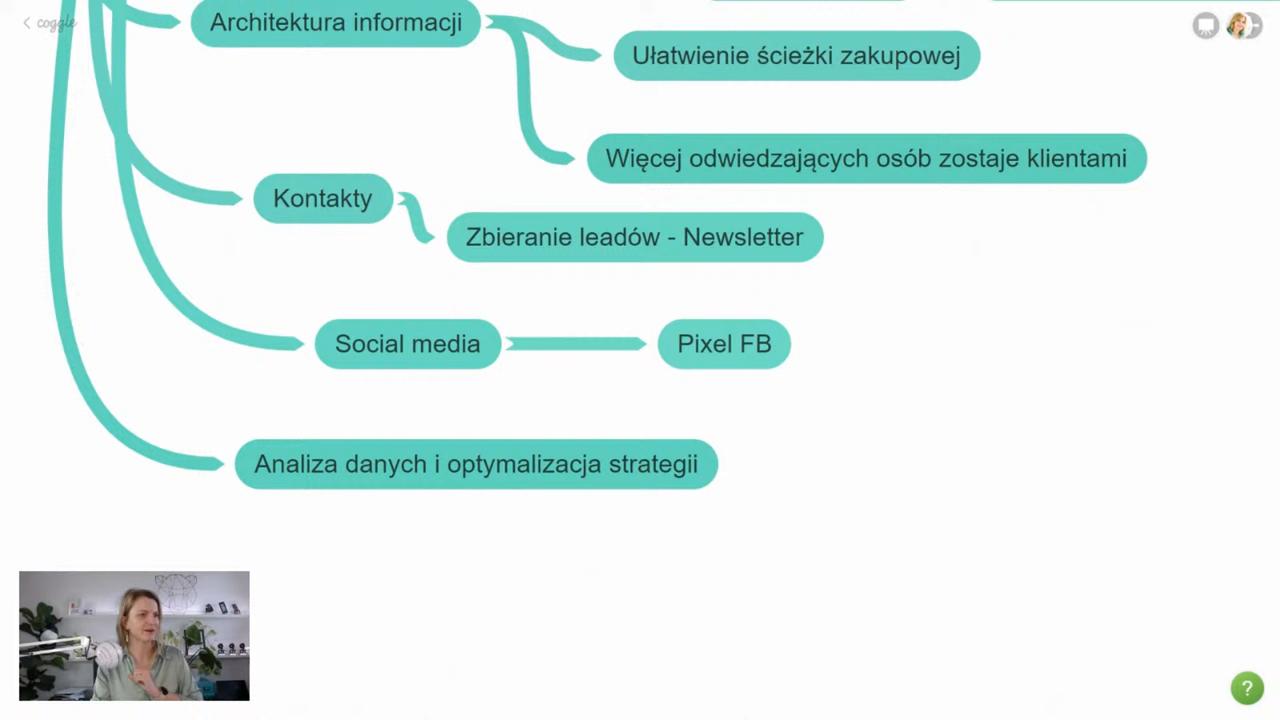 coggle
Architektura informacji
Ułatwienie ścieżki zakupowej
Więcej odwiedzających osób zostaje klientami
Kontakty
Zbieranie leadów - Newsletter
Social media
Pixel FB
Analiza danych i optymalizacja strategii
?